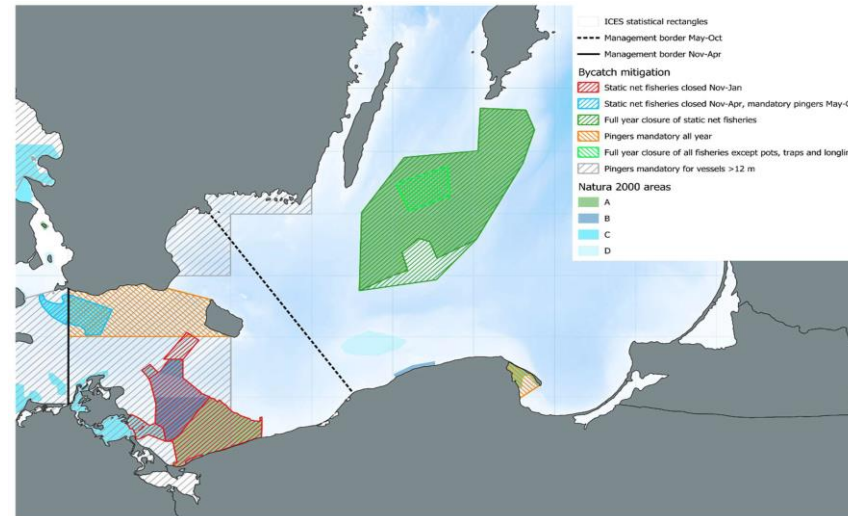 ICES statistical rectangles
Management border May-Oct
Management border Nov-Apr
Bycatch mitigation
Static net fisheries closed Nov-Jan
Static net fisheries closed Nov-Apr, mandatory pingers May-O
Full year closure of static net fisheries
Pingers mandatory all year
Full year closure of all fisheries except pots, traps and longlin
Pingers mandatory for vessels >12 m
Natura 2000 areas
A
B
C
D